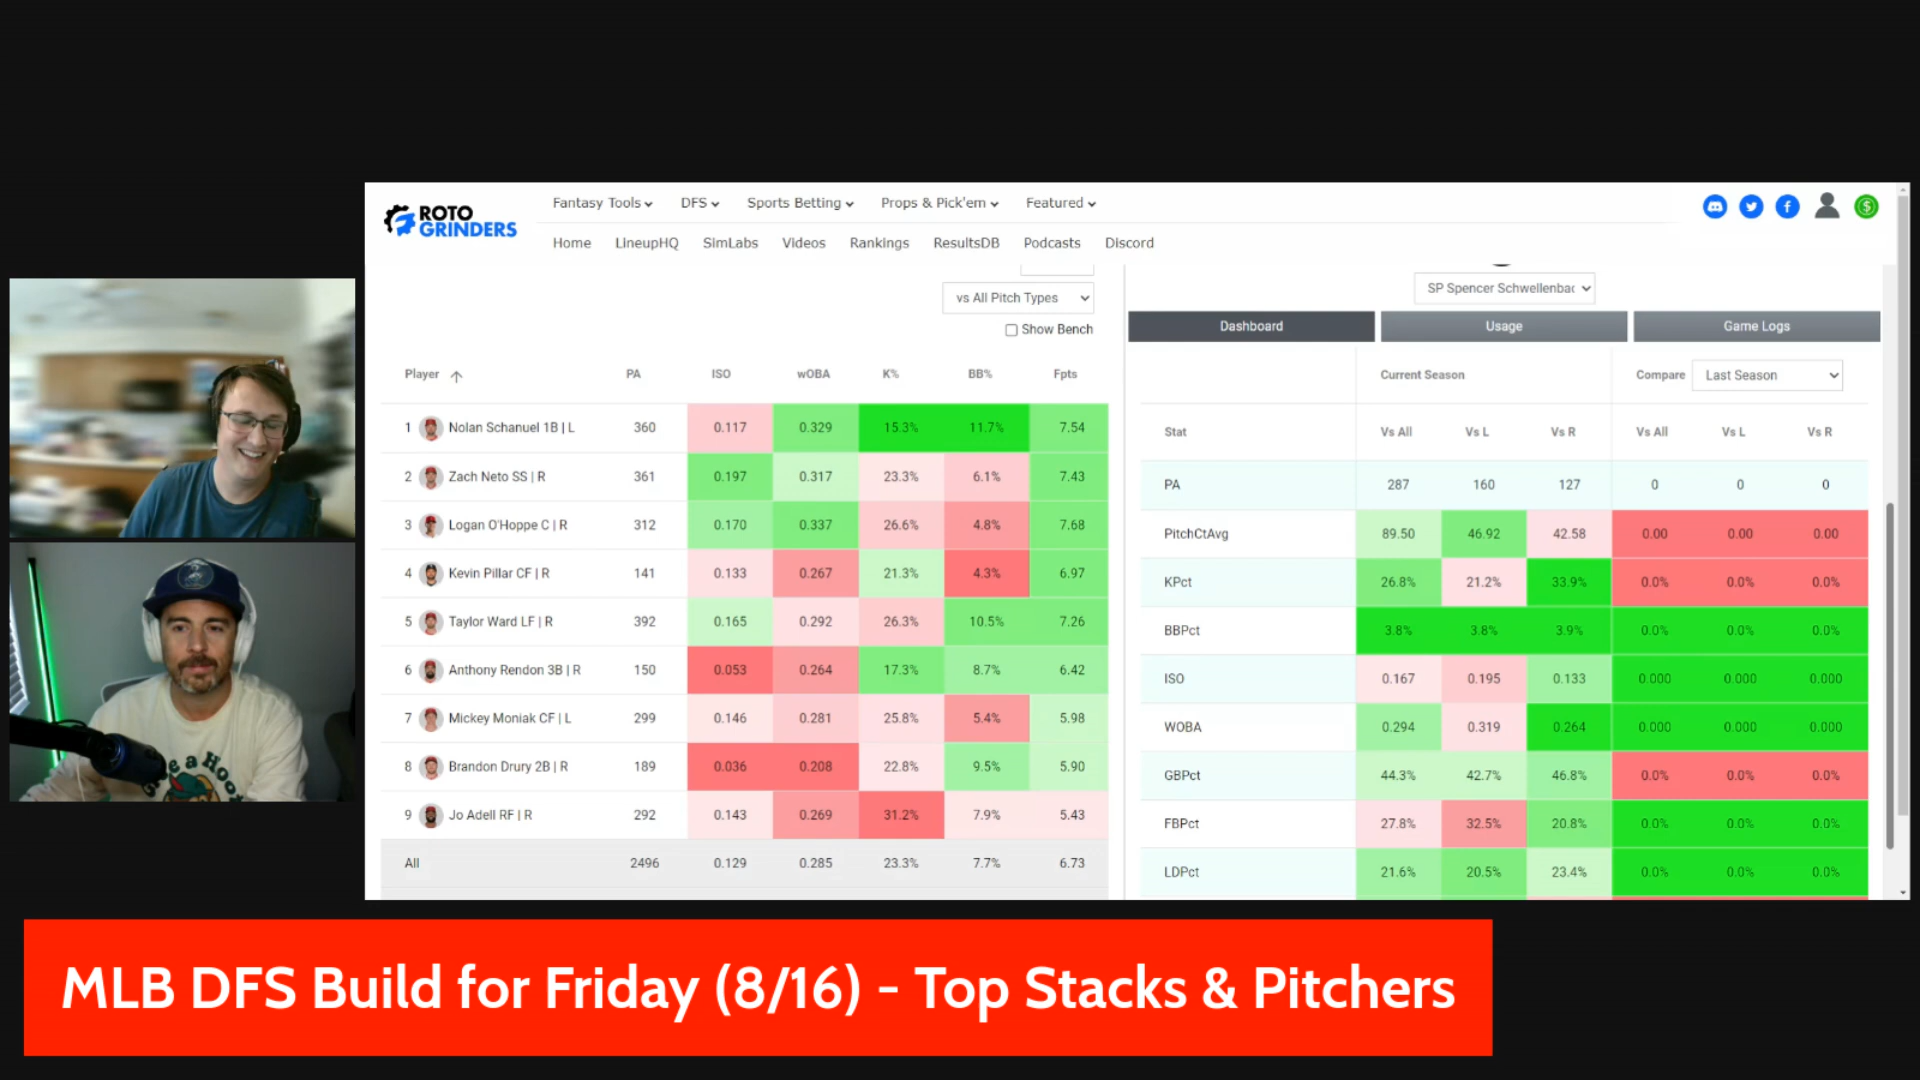 ROTO
GRINDERS
Fantasy Tools
DFS
Sports Betting
Props & Pick'em
Featured
Home
LineupHQ
SimLabs
Videos
Rankings
ResultsDB
Podcasts
Discord
vs All Pitch Types
Show Bench
Player PA ISO wOBA K% BB% Fpts
1 Nolan Schanuel 1B | L 360 0.117 0.329 15.3% 11.7% 7.54
2 Zach Neto SS | R 361 0.197 0.317 23.3% 6.1% 7.43
3 Logan O'Hoppe C | R 312 0.170 0.337 26.6% 4.8% 7.68
4 Kevin Pillar CF | R 141 0.133 0.267 21.3% 4.3% 6.97
5 Taylor Ward LF | R 392 0.165 0.292 26.3% 10.5% 7.26
6 Anthony Rendon 3B | R 150 0.053 0.264 17.3% 8.7% 6.42
7 Mickey Moniak CF | L 299 0.146 0.281 25.8% 5.4% 5.98
8 Brandon Drury 2B | R 189 0.036 0.208 22.8% 9.5% 5.90
9 Jo Adell RF | R 292 0.143 0.269 31.2% 7.9% 5.43
All 2496 0.129 0.285 23.3% 7.7% 6.73
SP Spencer Schwellenbac
Dashboard
Usage
Game Logs
Current Season
Compare Last Season
Stat Vs All Vs L Vs R Vs All Vs L Vs R
PA 287 160 127 0 0 0
PitchCtAvg 89.50 46.92 42.58 0.00 0.00 0.00
KPct 26.8% 21.2% 33.9% 0.0% 0.0% 0.0%
BBPct 3.8% 3.8% 3.9% 0.0% 0.0% 0.0%
ISO 0.167 0.195 0.133 0.000 0.000 0.000
WOBA 0.294 0.319 0.264 0.000 0.000 0.000
GBPct 44.3% 42.7% 46.8% 0.0% 0.0% 0.0%
FBPct 27.8% 32.5% 20.8% 0.0% 0.0% 0.0%
LDPct 21.6% 20.5% 23.4% 0.0% 0.0% 0.0%
MLB DFS Build for Friday (8/16) - Top Stacks & Pitchers